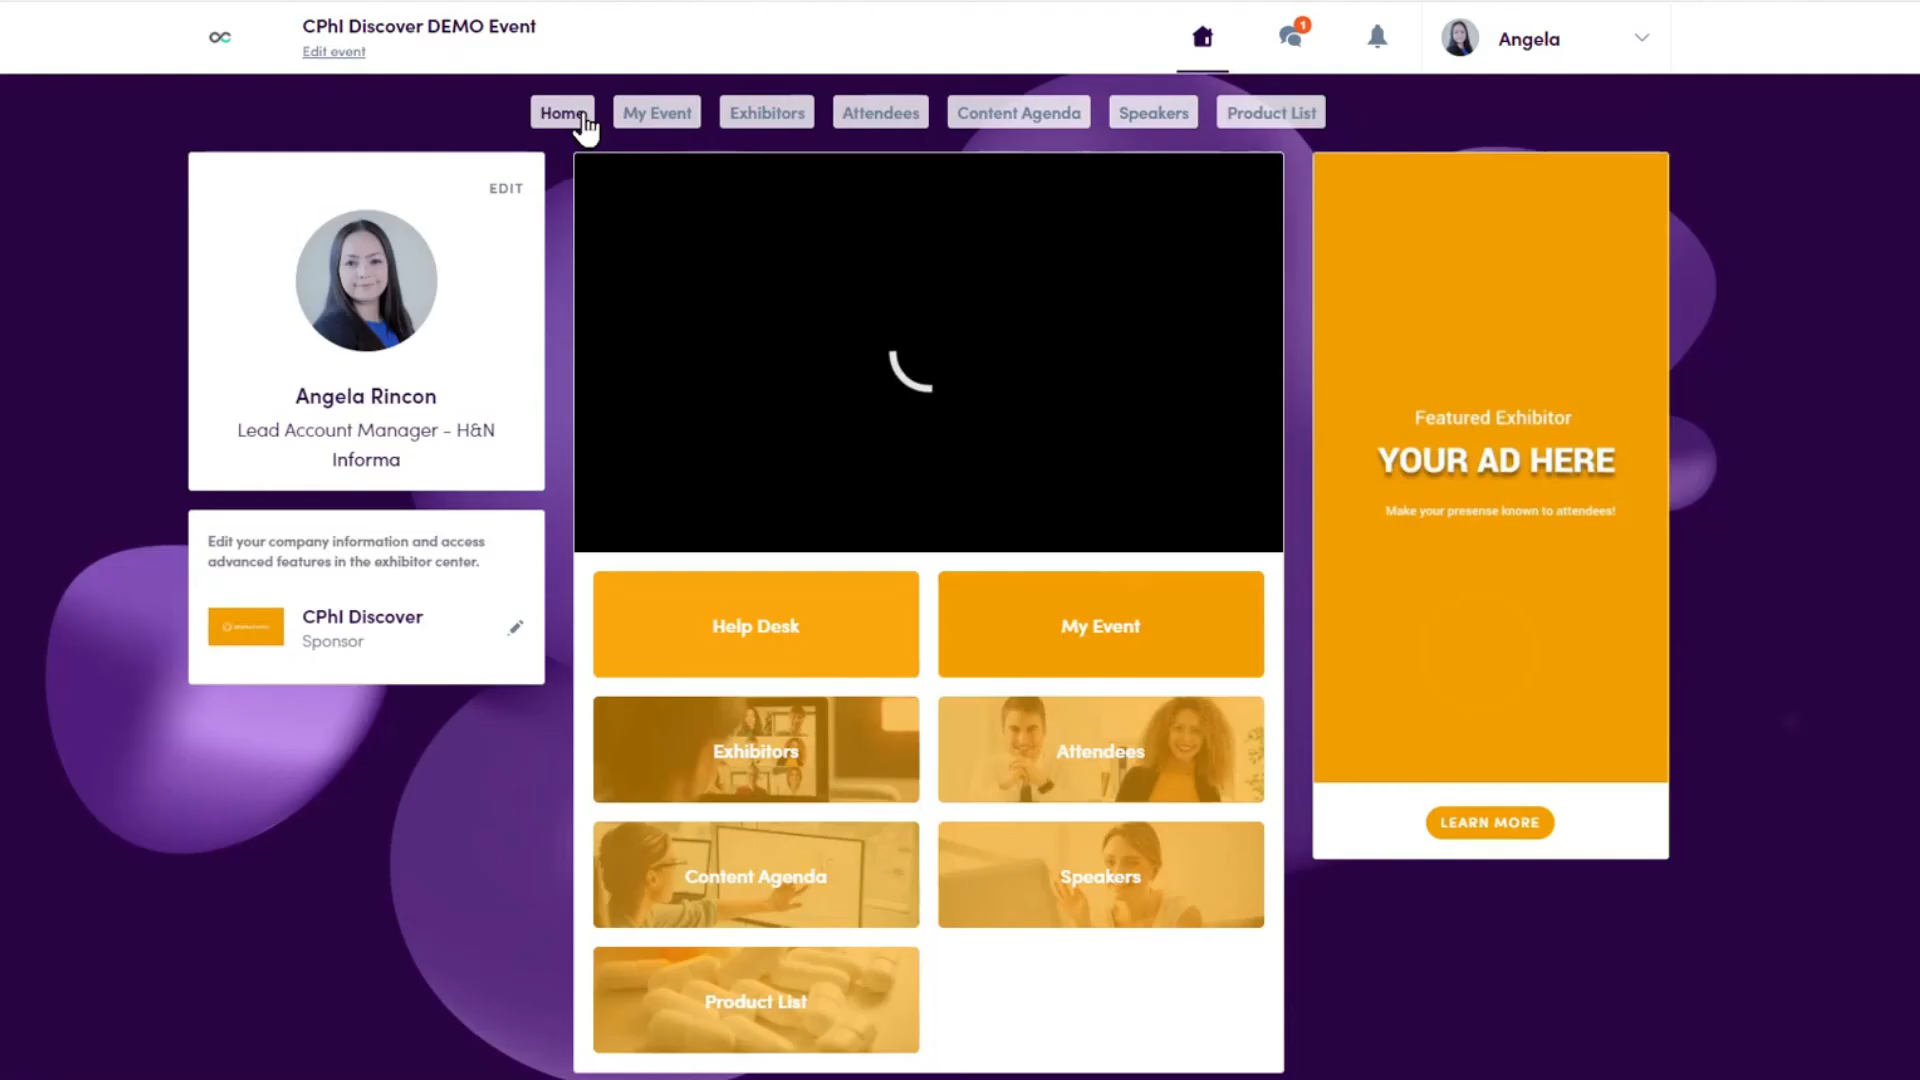 CPhI Discover DEMO Event
Edit event
1
Angela
Home
My Event
Exhibitors
Attendees
Content Agenda
Speakers
Product List
EDIT
Angela Rincon
Lead Account Manager - H&N
Informa
Edit your company information and access
advanced features in the exhibitor center.
CPhI Discover
Sponsor
Help Desk
My Event
Exhibitors
Attendees
Content Agenda
Speakers
Product List
Featured Exhibitor
YOUR AD HERE
Make your presense known to attendees!
LEARN MORE